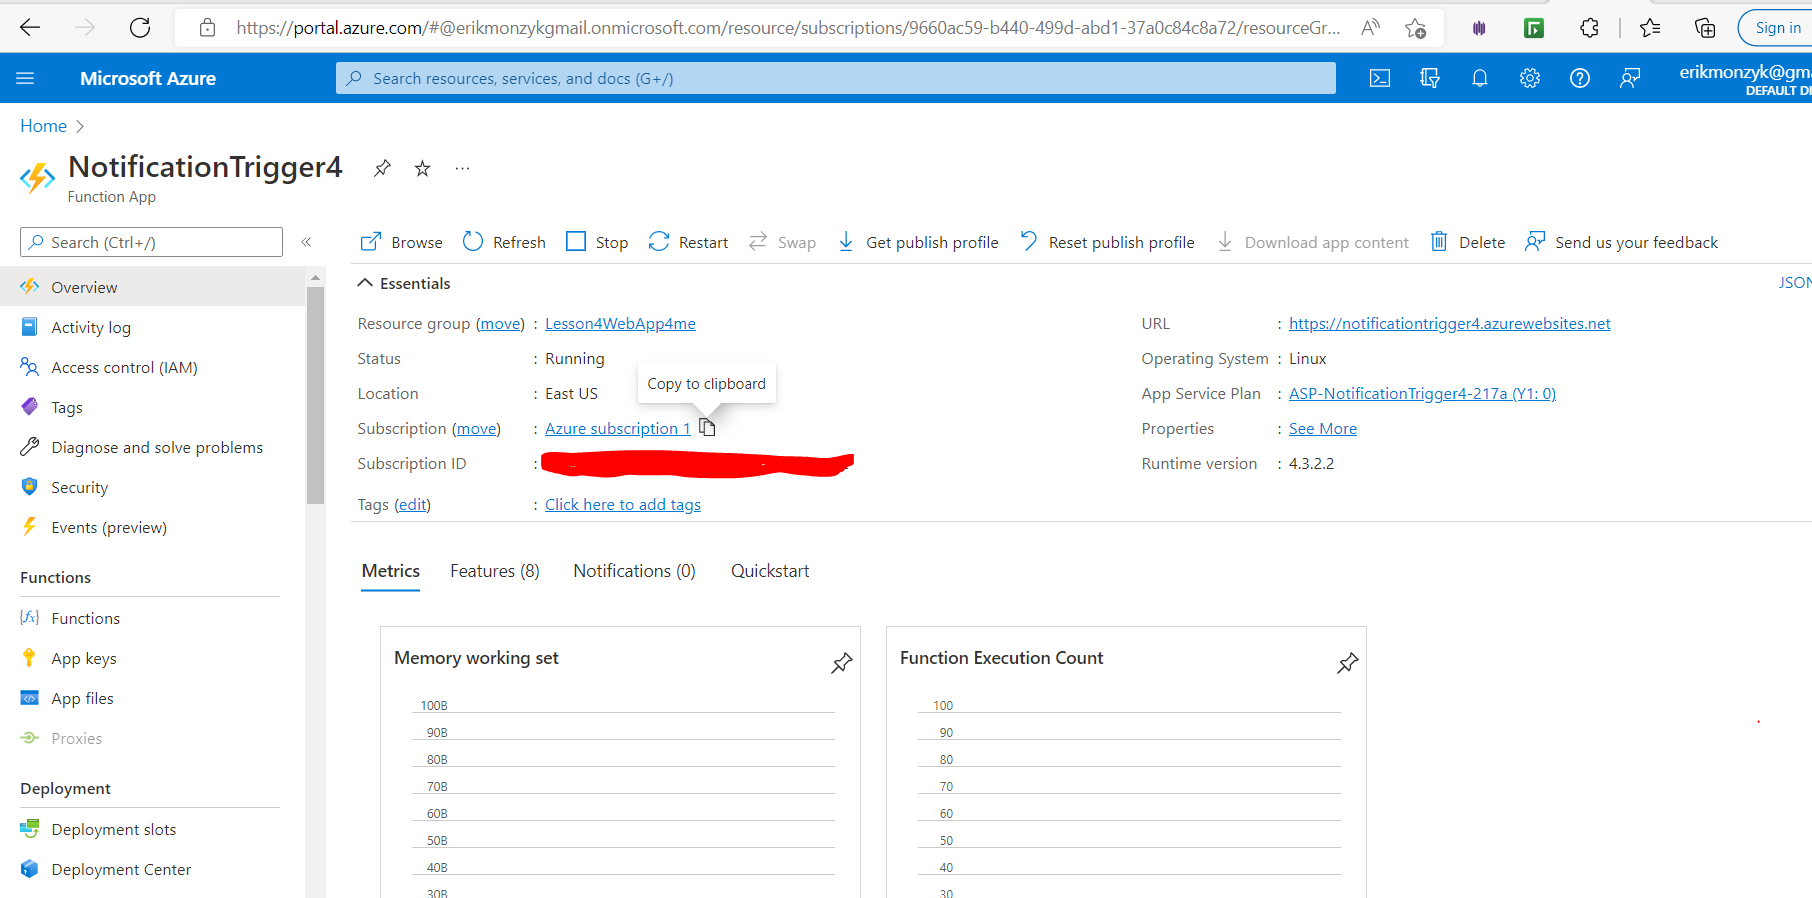 https://portal.azure.com/#@erikmonzykgmail.onmicrosoft.com/resource/subscriptions/9660ac59-b440-499d-abd1-37a0c84c8a72/resourceGr...
Sign in
Microsoft Azure
Search resources, services, and docs (G+/)
erikmonzyk@gm
DEFAULT DI
Home
NotificationTrigger4
Function App
Search (Ctrl+/)
Browse
Refresh
Stop
Restart
Swap
Get publish profile
Reset publish profile
Download app content
Delete
Send us your feedback
Overview
Activity log
Access control (IAM)
Tags
Diagnose and solve problems
Security
Events (preview)
Functions
Functions
App keys
App files
Proxies
Deployment
Deployment slots
Deployment Center
Essentials
JSON
Resource group (move) : Lesson4WebApp4me
Status : Running
Location : East US
Copy to clipboard
Subscription (move) : Azure subscription 1
Subscription ID :
Tags (edit) : Click here to add tags
URL : https://notificationtrigger4.azurewebsites.net
Operating System : Linux
App Service Plan : ASP-NotificationTrigger4-217a (Y1: 0)
Properties : See More
Runtime version : 4.3.2.2
Metrics
Features (8)
Notifications (0)
Quickstart
Memory working set
100B
90B
80B
70B
60B
50B
40B
30B
Function Execution Count
100
90
80
70
60
50
40
30